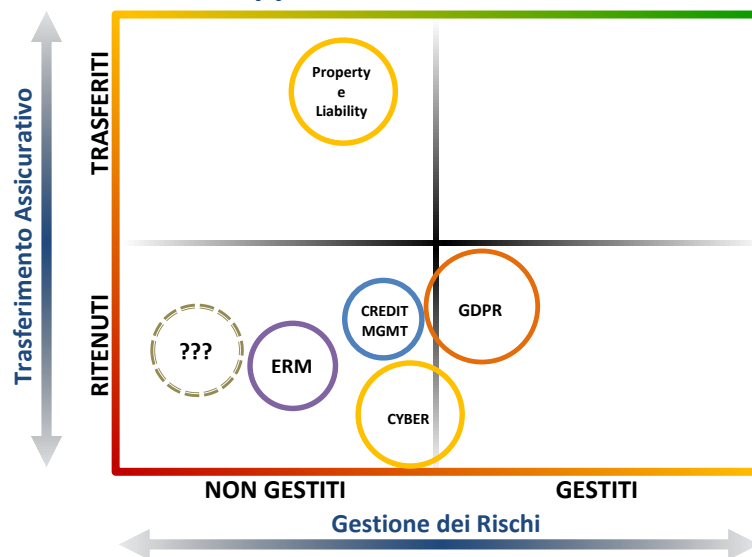 Trasferimento Assicurativo
TRASFERITI
Property
e
Liability
RITENUTI
???
ERM
CREDIT
MGMT
GDPR
CYBER
NON GESTITI
GESTITI
Gestione dei Rischi